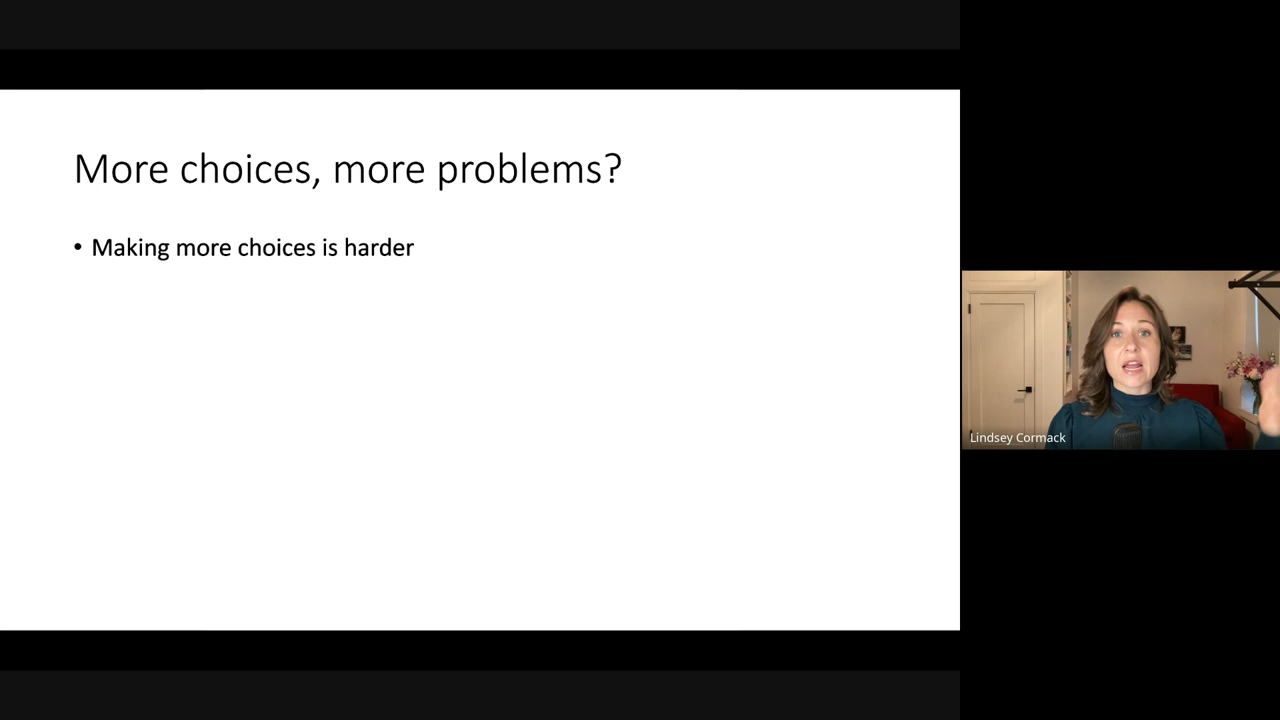 More choices, more problems?
• Making more choices is harder
Lindsey Cormack